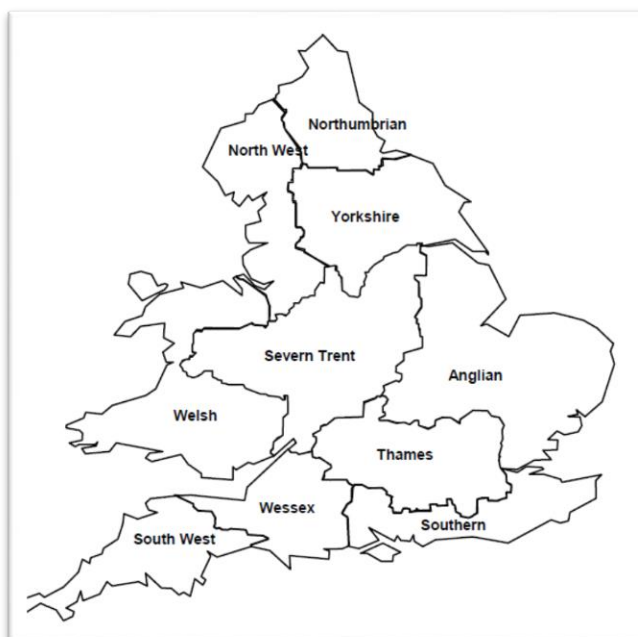 Northumbrian
North West
Yorkshire
Severn Trent
Anglian
Welsh
Thames
Wessex
Southern
South West